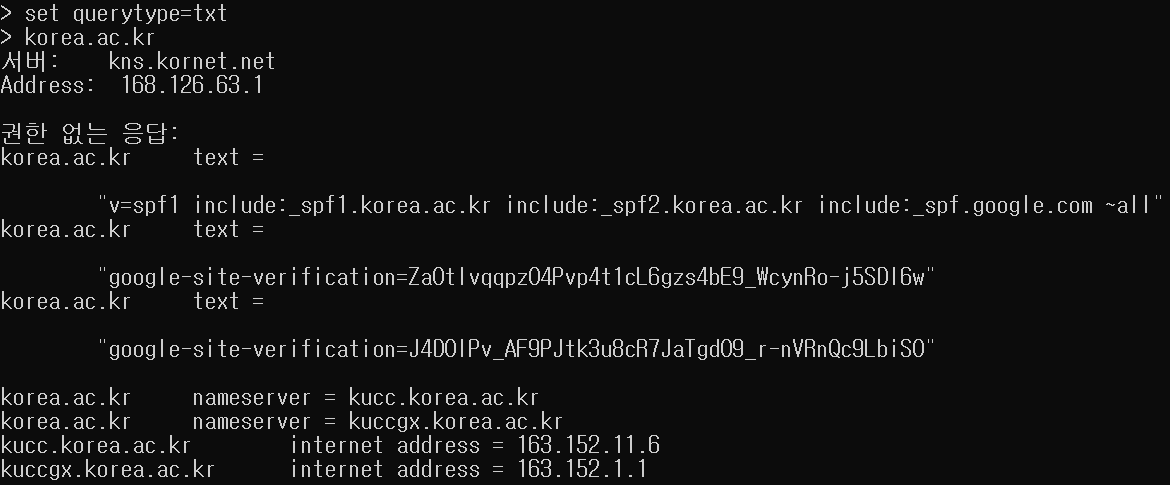 > set querytype=txt
> korea.ac.kr
서버:    kns.kornet.net
Address:  168.126.63.1

권한 없는 응답:
korea.ac.kr     text =

        "v=spf1 include:_spf1.korea.ac.kr include:_spf2.korea.ac.kr include:_spf.google.com ~all"
korea.ac.kr     text =

        "google-site-verification=ZaOtIvqqpzO4Pvp4t1cL6gzs4bE9_WcynRo-j5SDI6w"
korea.ac.kr     text =

        "google-site-verification=J4DOIPv_AF9PJtk3u8cR7JaTgdO9_r-nVRnQc9LbiSO"

korea.ac.kr     nameserver = kucc.korea.ac.kr
korea.ac.kr     nameserver = kuccgx.korea.ac.kr
kucc.korea.ac.kr        internet address = 163.152.11.6
kuccgx.korea.ac.kr      internet address = 163.152.1.1